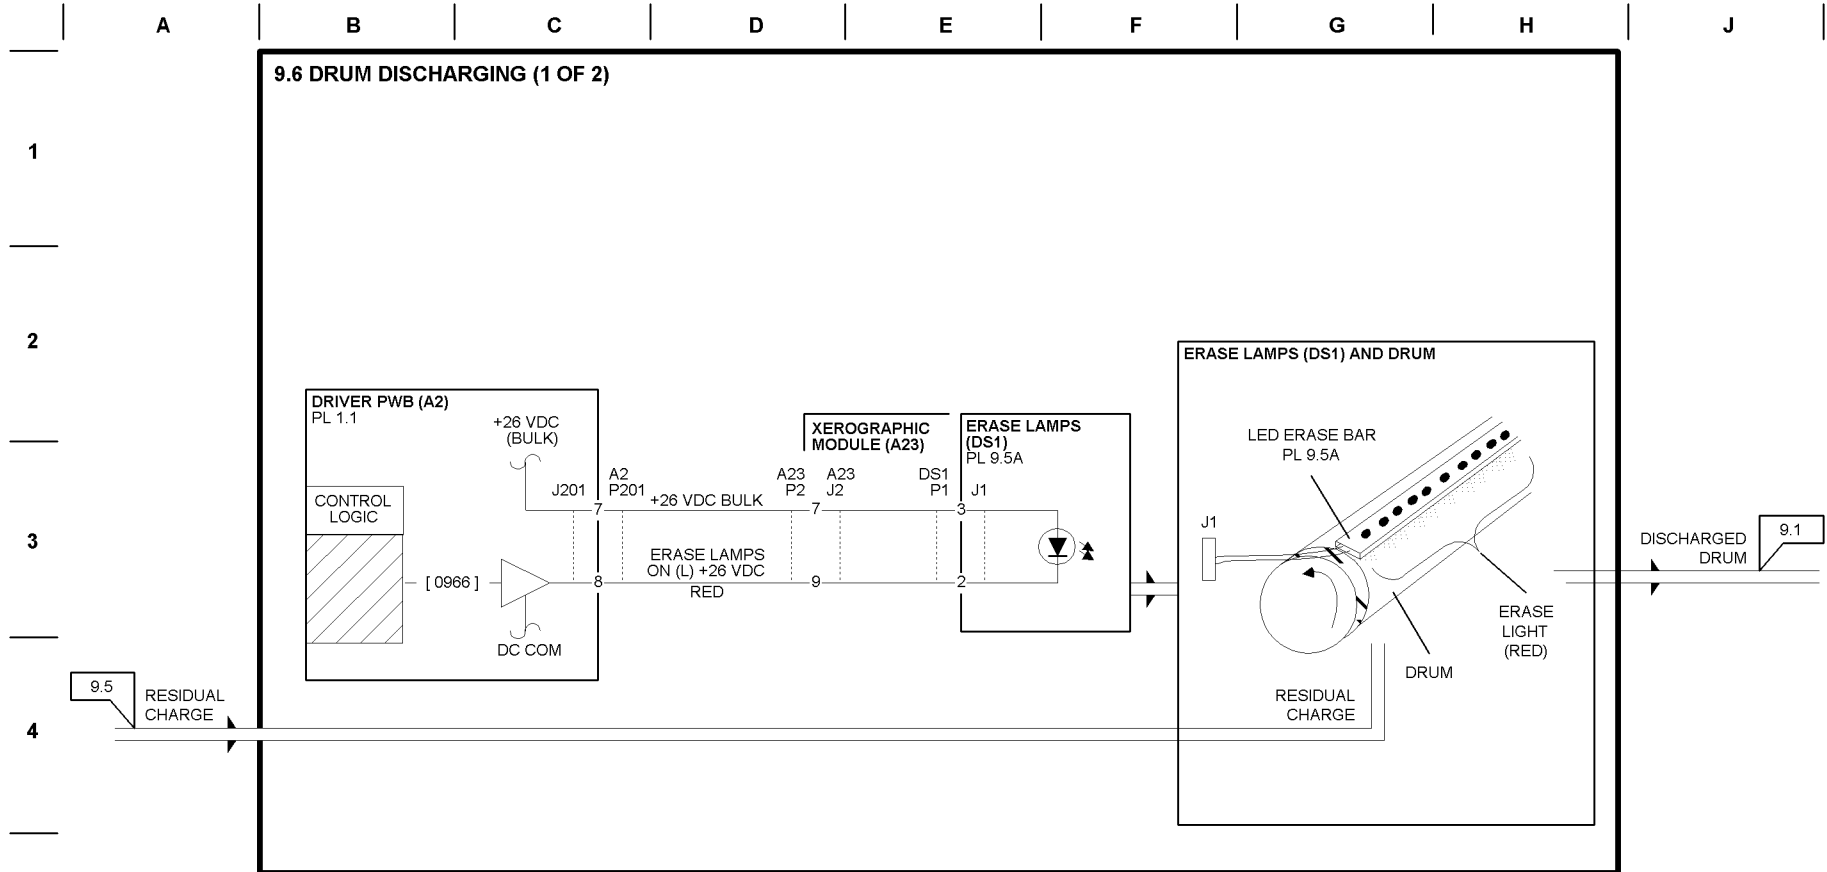 A B C D E F G H J
9.6 DRUM DISCHARGING (1 OF 2)
1
2
3
4
DRIVER PWB (A2)
PL 1.1
+26 VDC
(BULK)
CONTROL
LOGIC
[ 0966 ]
DC COM
J201
A2
P201
7
8
+26 VDC BULK
ERASE LAMPS
ON (L) +26 VDC
RED
XEROGRAPHIC
MODULE (A23)
A23
P2
A23
J2
7
9
DS1
P1
J1
3
2
ERASE LAMPS
(DS1)
PL 9.5A
ERASE LAMPS (DS1) AND DRUM
LED ERASE BAR
PL 9.5A
J1
ERASE
LIGHT
(RED)
DRUM
RESIDUAL
CHARGE
DISCHARGED
DRUM
9.1
9.5
RESIDUAL
CHARGE